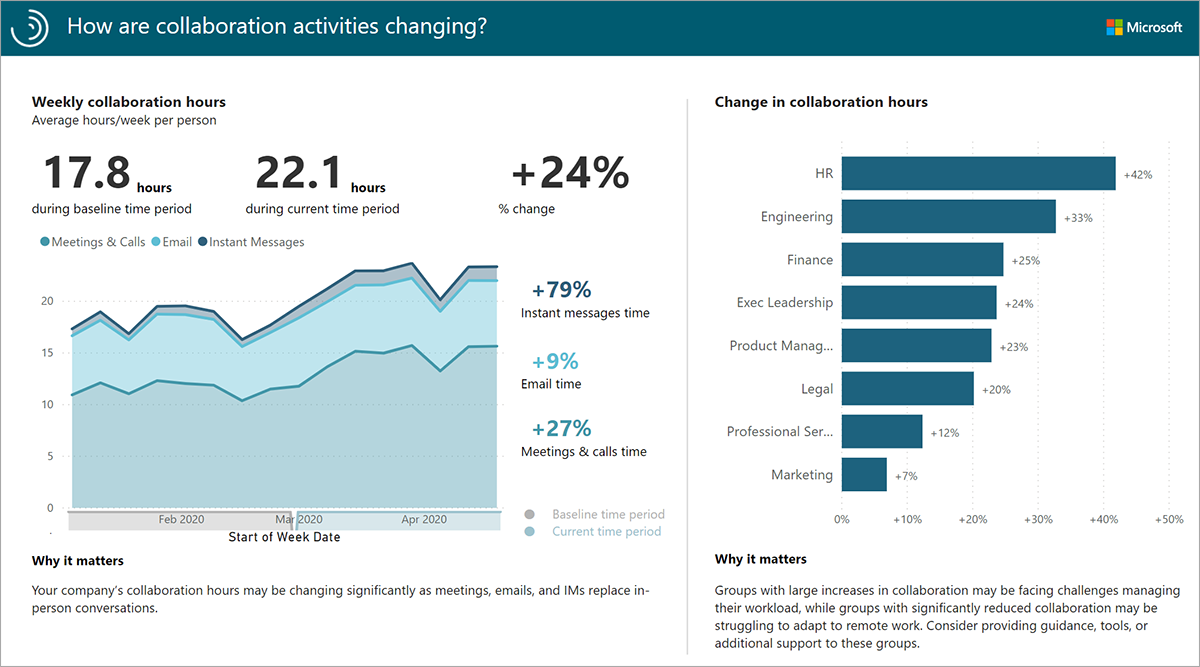 How are collaboration activities changing?
Microsoft
Weekly collaboration hours
Average hours/week per person
17.8 hours
during baseline time period
22.1 hours
during current time period
+24%
% change
Meetings & Calls Email Instant Messages
20
15
10
5
0
Feb 2020 Mar 2020 Apr 2020
Start of Week Date
+79%
Instant messages time
+9%
Email time
+27%
Meetings & calls time
Baseline time period
Current time period
Why it matters
Your company's collaboration hours may be changing significantly as meetings, emails, and IMs replace in-
person conversations.
Change in collaboration hours
HR +42%
Engineering +33%
Finance +25%
Exec Leadership +24%
Product Manag... +23%
Legal +20%
Professional Ser... +12%
Marketing +7%
0% +10% +20% +30% +40% +50%
Why it matters
Groups with large increases in collaboration may be facing challenges managing
their workload, while groups with significantly reduced collaboration may be
struggling to adapt to remote work. Consider providing guidance, tools, or
additional support to these groups.